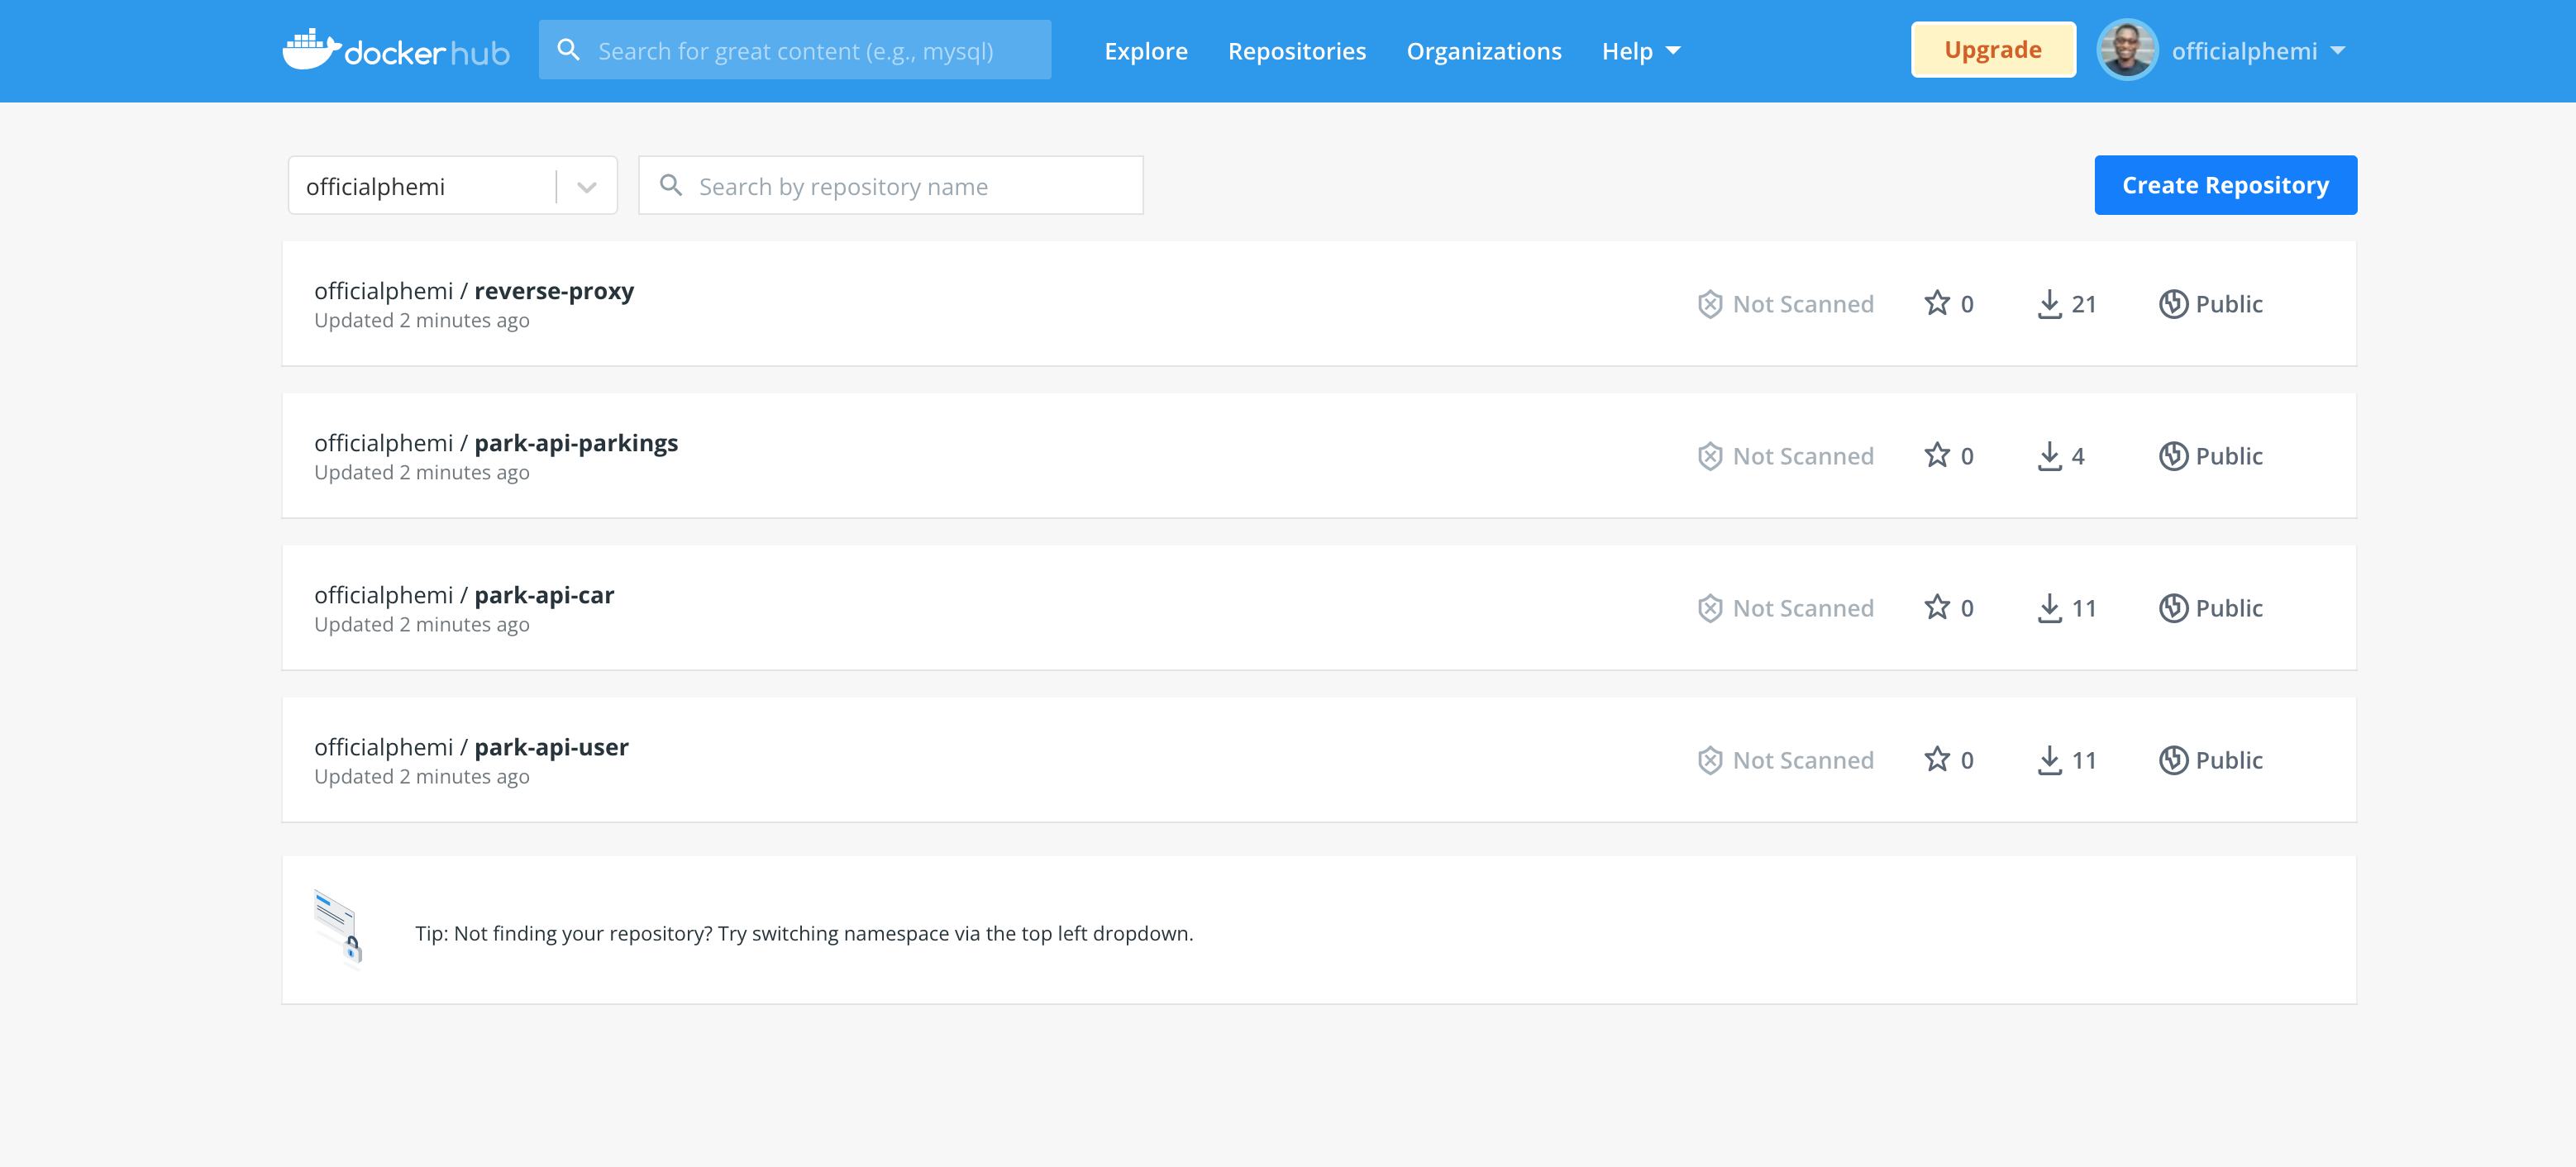 dockerhub
Search for great content (e.g., mysql)
Explore
Repositories
Organizations
Help
Upgrade
officialphemi
officialphemi
Search by repository name
Create Repository
officialphemi / reverse-proxy
Updated 2 minutes ago
Not Scanned
0
21
Public
officialphemi / park-api-parkings
Updated 2 minutes ago
Not Scanned
0
4
Public
officialphemi / park-api-car
Updated 2 minutes ago
Not Scanned
0
11
Public
officialphemi / park-api-user
Updated 2 minutes ago
Not Scanned
0
11
Public
Tip: Not finding your repository? Try switching namespace via the top left dropdown.